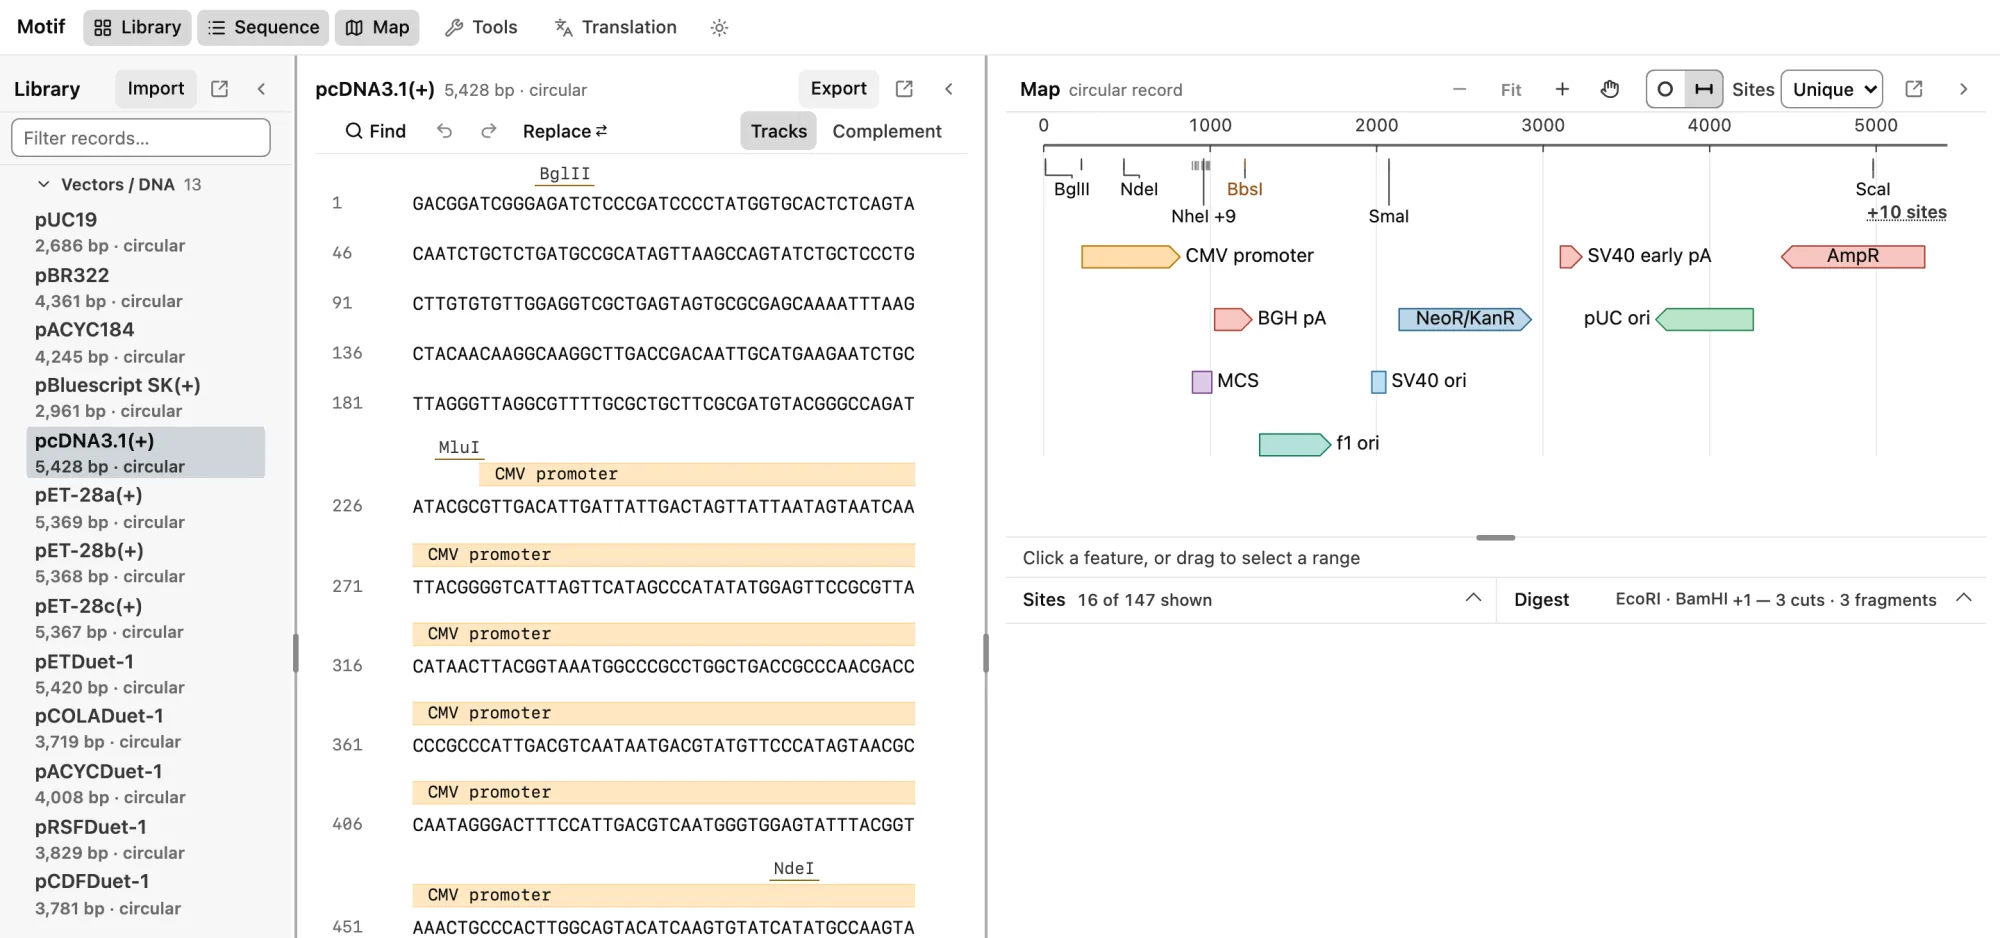 Motif Library Sequence Map Tools Translation
Library Import
Filter records...
Vectors / DNA 13
pUC19
2,686 bp · circular
pBR322
4,361 bp · circular
pACYC184
4,245 bp · circular
pBluescript SK(+)
2,961 bp · circular
pcDNA3.1(+)
5,428 bp · circular
pET-28a(+)
5,369 bp · circular
pET-28b(+)
5,368 bp · circular
pET-28c(+)
5,367 bp · circular
pETDuet-1
5,420 bp · circular
pCOLADuet-1
3,719 bp · circular
pACYCDuet-1
4,008 bp · circular
pRSFDuet-1
3,829 bp · circular
pCDFDuet-1
3,781 bp · circular
pcDNA3.1(+) 5,428 bp · circular Export
Find Replace Tracks Complement
BglII
1 GACGGATCGGGAGATCTCCCGATCCCCTATGGTGCACTCTCAGTA
46 CAATCTGCTCTGATGCCGCATAGTTAAGCCAGTATCTGCTCCCTG
91 CTTGTGTGTTGGAGGTCGCTGAGTAGTGCGCGAGCAAAATTTAAG
136 CTACAACAAGGCAAGGCTTGACCGACAATTGCATGAAGAATCTGC
181 TTAGGGTTAGGCGTTTTGCGCTGCTTCGCGATGTACGGGCCAGAT
MluI
CMV promoter
226 ATACGCGTTGACATTGATTATTGACTAGTTATTAATAGTAATCAA
CMV promoter
271 TTACGGGGTCATTAGTTCATAGCCCATATATGGAGTTCCGCGTTA
CMV promoter
316 CATAACTTACGGTAAATGGCCCGCCTGGCTGACCGCCCAACGACC
CMV promoter
361 CCCGCCCATTGACGTCAATAATGACGTATGTTCCCATAGTAACGC
CMV promoter
406 CAATAGGGACTTTCCATTGACGTCAATGGGTGGAGTATTTACGGT
NdeI
CMV promoter
451 AAACTGCCCACTTGGCAGTACATCAAGTGTATCATATGCCAAGTA
Map circular record Fit Sites Unique
0 1000 2000 3000 4000 5000
BglII NdeI BbsI ScaI
NheI +9 SmaI +10 sites
CMV promoter SV40 early pA AmpR
BGH pA NeoR/KanR pUC ori
MCS SV40 ori
f1 ori
Click a feature, or drag to select a range
Sites 16 of 147 shown Digest EcoRI · BamHI +1 — 3 cuts · 3 fragments